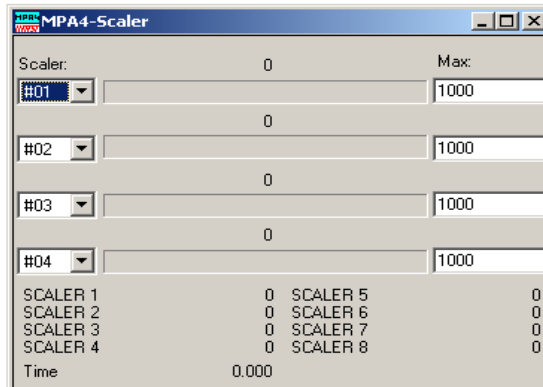 MPA4-Scaler
Scaler: 0 Max:
#01 1000
0
#02 1000
0
#03 1000
0
#04 1000
SCALER 1 0 SCALER 5 0
SCALER 2 0 SCALER 6 0
SCALER 3 0 SCALER 7 0
SCALER 4 0 SCALER 8 0
Time 0.000